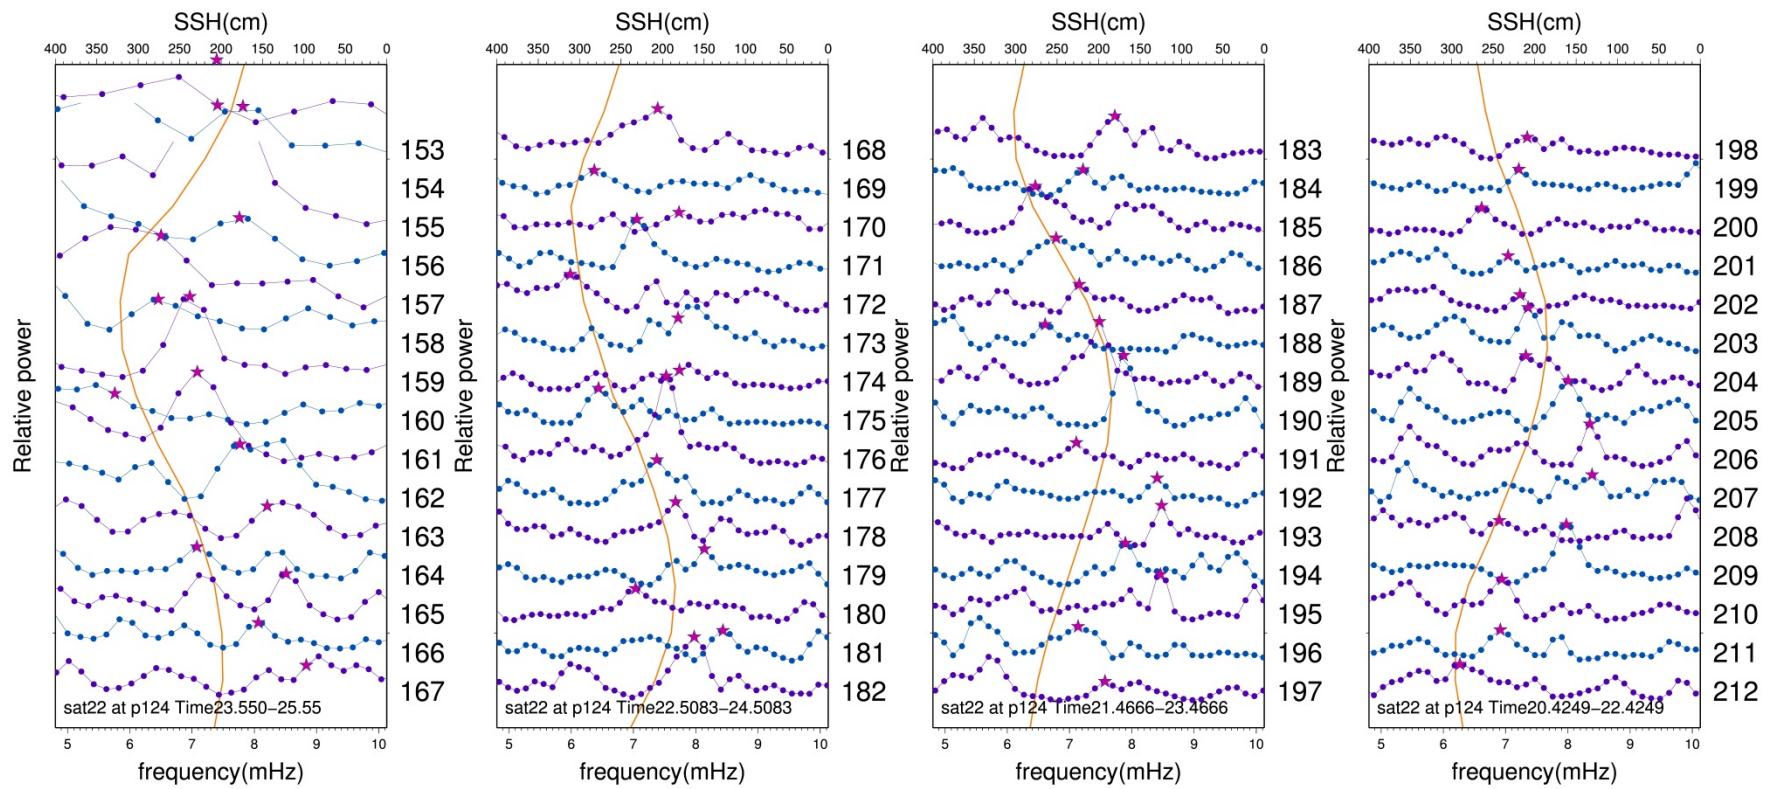 SSH(cm) SSH(cm) SSH(cm) SSH(cm)
400 350 300 250 200 150 100 50 0 400 350 300 250 200 150 100 50 0 400 350 300 250 200 150 100 50 0 400 350 300 250 200 150 100 50 0
153 168 183 198
154 169 184 199
155 170 185 200
156 171 186 201
157 172 187 202
158 173 188 203
159 174 189 204
160 175 190 205
161 176 191 206
162 177 192 207
163 178 193 208
164 179 194 209
165 180 195 210
166 181 196 211
167 182 197 212
Relative power Relative power Relative power Relative power
sat22 at p124 Time23.550−25.55 sat22 at p124 Time22.5083−24.5083 sat22 at p124 Time21.4666−23.4666 sat22 at p124 Time20.4249−22.4249
5 6 7 8 9 10 5 6 7 8 9 10 5 6 7 8 9 10 5 6 7 8 9 10
frequency(mHz) frequency(mHz) frequency(mHz) frequency(mHz)